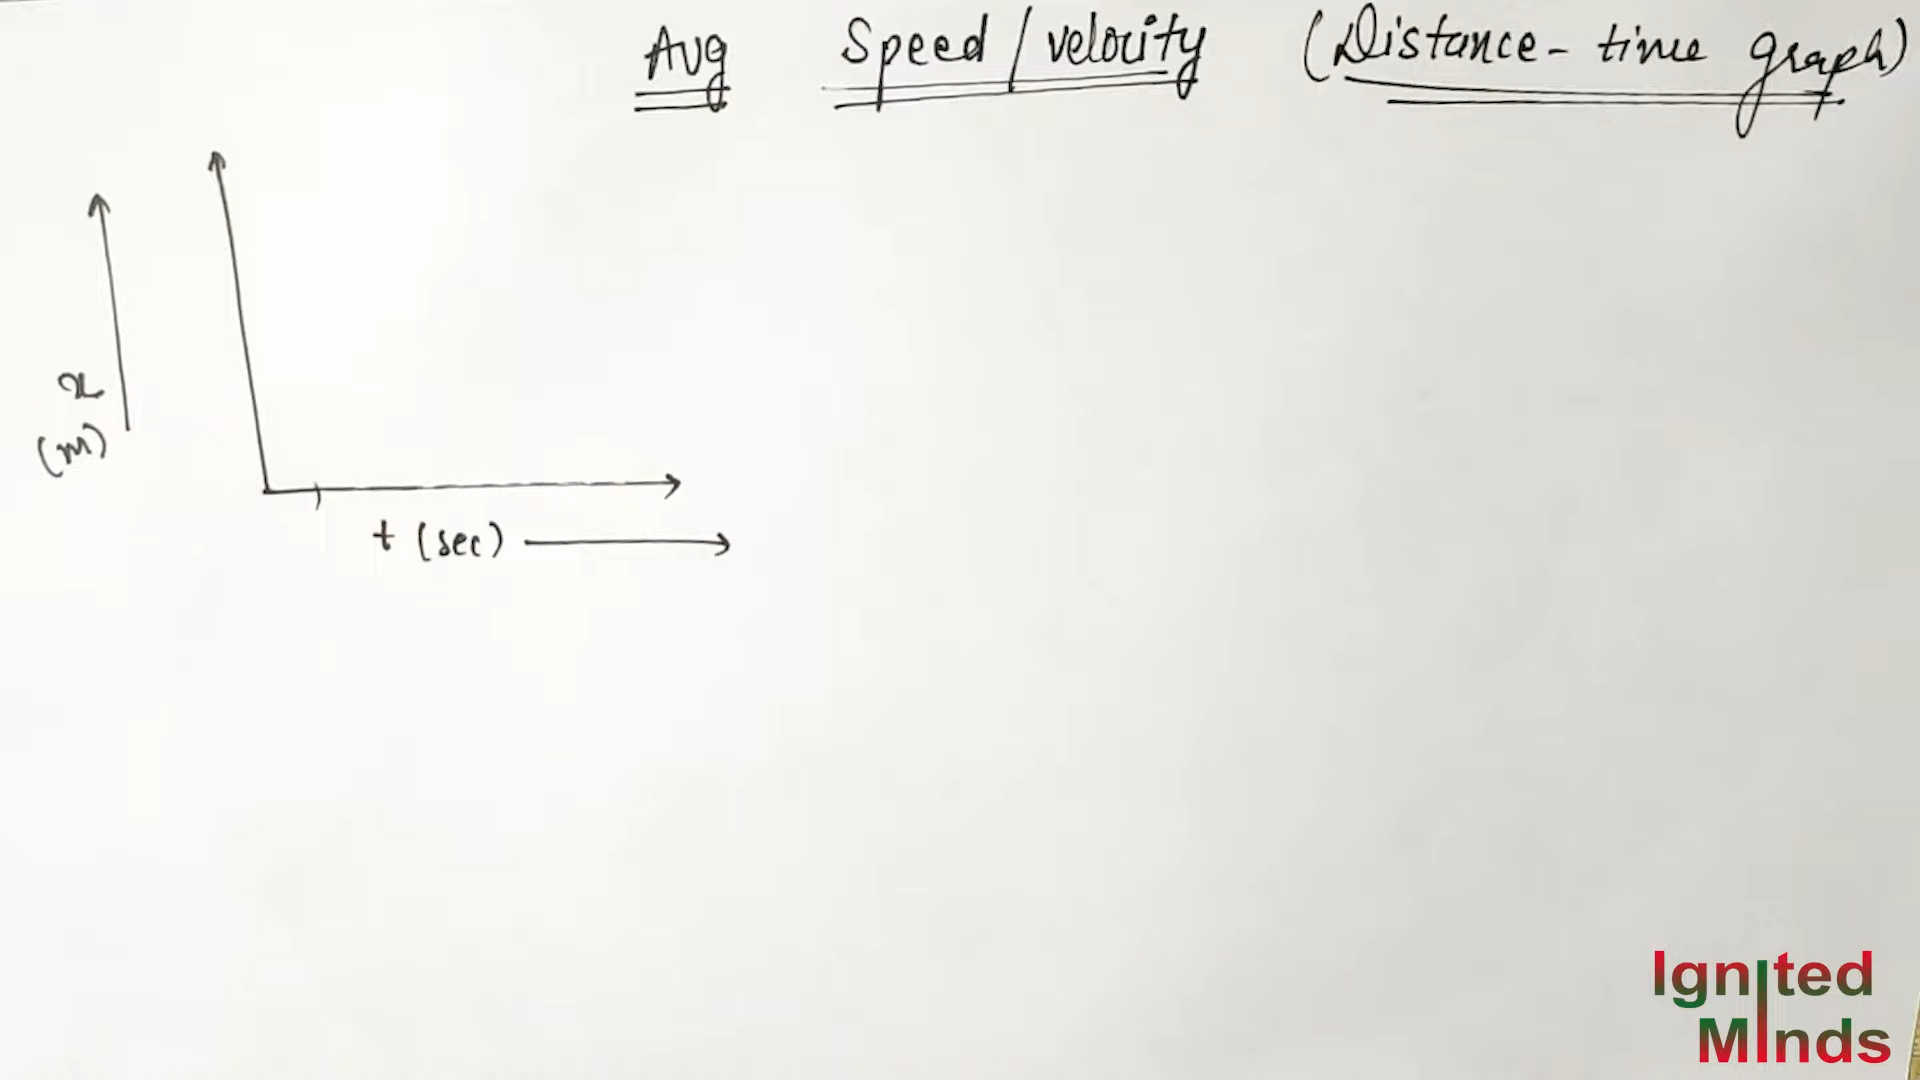 Avg Speed / velocity (Distance - time graph)
x
(m)
t (sec)
Ignited
Minds